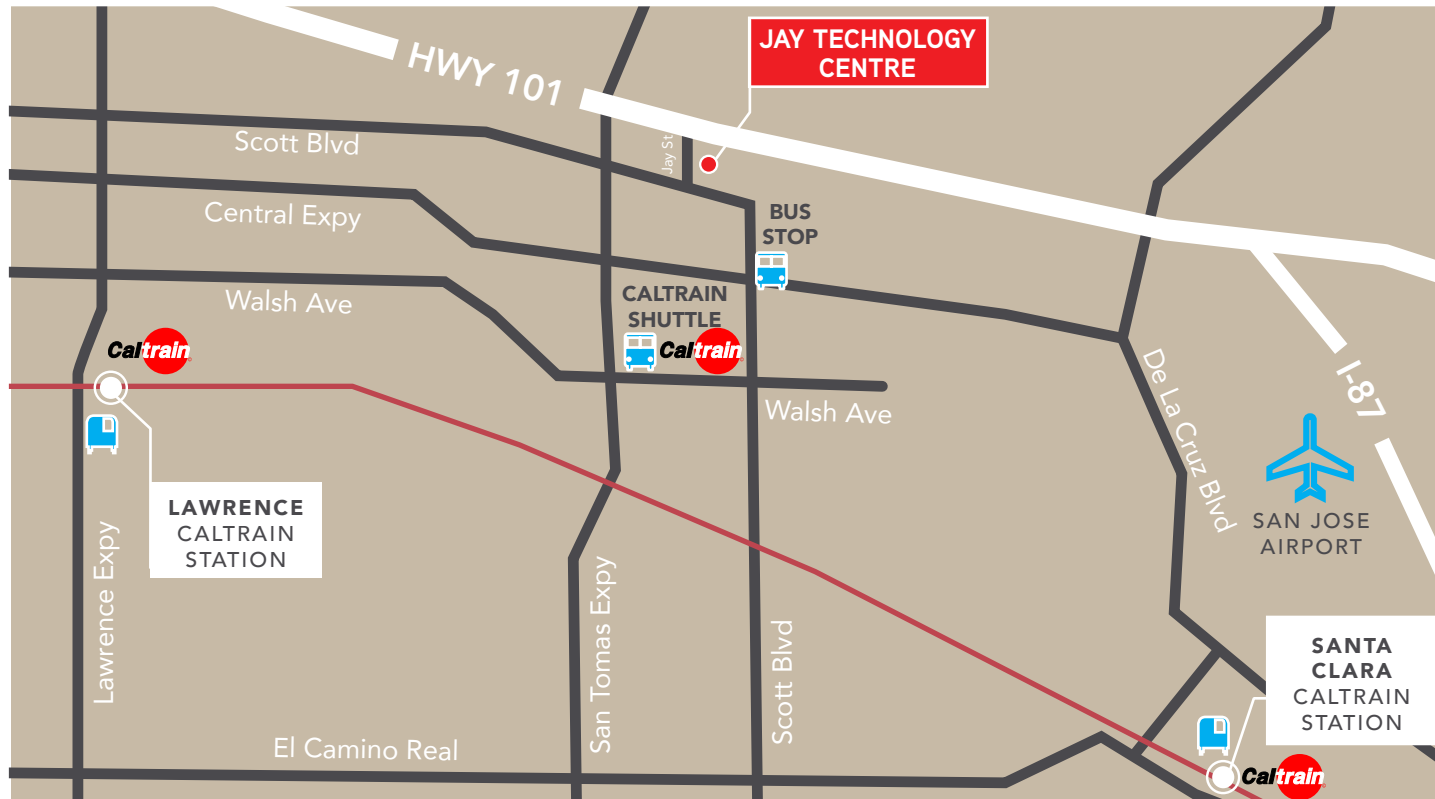 JAY TECHNOLOGY
CENTRE
HWY 101
Scott Blvd
Jay St
Central Expy
BUS
STOP
Walsh Ave
CALTRAIN
SHUTTLE
Caltrain
Caltrain
Walsh Ave
De La Cruz Blvd
I-87
LAWRENCE
CALTRAIN
STATION
SAN JOSE
AIRPORT
Lawrence Expy
San Tomas Expy
Scott Blvd
SANTA
CLARA
CALTRAIN
STATION
El Camino Real
Caltrain